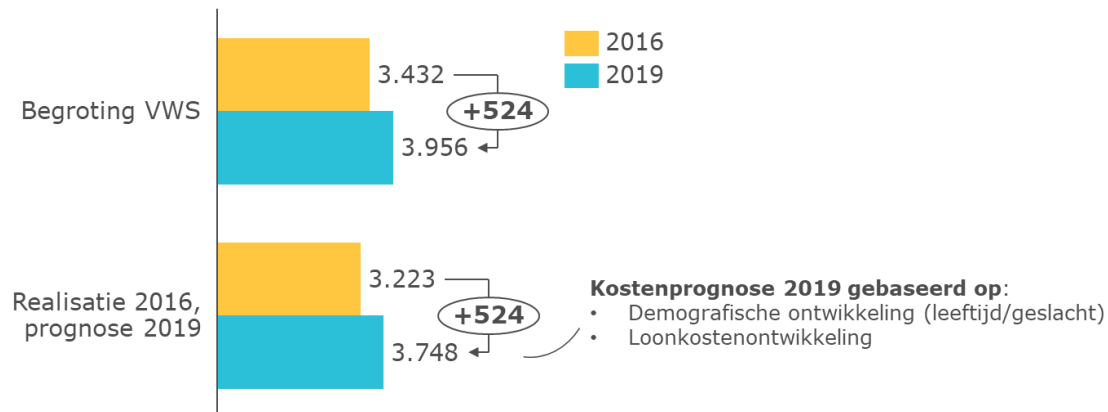 2016
2019
Begroting VWS
3.432
+524
3.956
Realisatie 2016,
prognose 2019
3.223
+524
3.748
Kostenprognose 2019 gebaseerd op:
• Demografische ontwikkeling (leeftijd/geslacht)
• Loonkostenontwikkeling